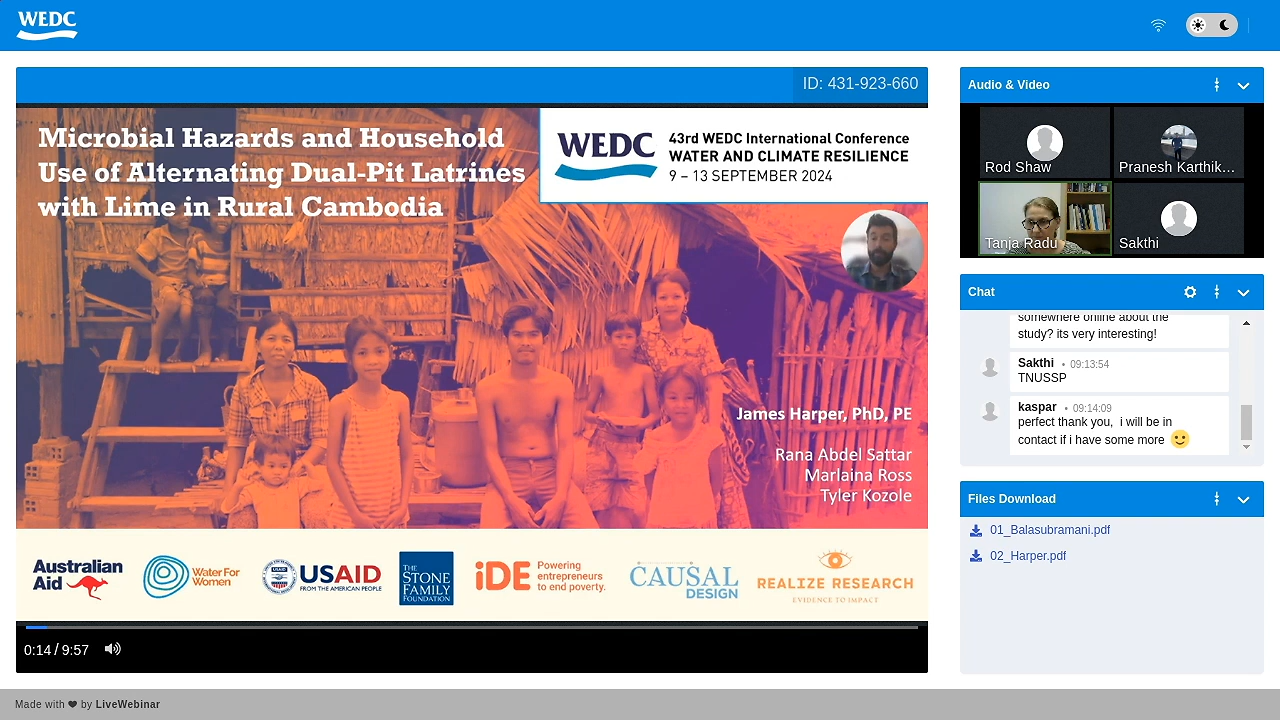 WEDC
ID: 431-923-660
Microbial Hazards and Household
Use of Alternating Dual-Pit Latrines
with Lime in Rural Cambodia
WEDC
43rd WEDC International Conference
WATER AND CLIMATE RESILIENCE
9 – 13 SEPTEMBER 2024
James Harper, PhD, PE
Rana Abdel Sattar
Marlaina Ross
Tyler Kozole
Australian
Aid
Water For
Women
USAID
USAID
FROM THE AMERICAN PEOPLE
THE
STONE
FAMILY
FOUNDATION
iDE
Powering
entrepreneurs
to end poverty.
CAUSAL
DESIGN
REALIZE RESEARCH
EVIDENCE TO IMPACT
0:14 / 9:57
Audio & Video
Rod Shaw
Pranesh Karthik...
Tanja Radu
Sakthi
Chat
somewhere online about the
study? its very interesting!
Sakthi • 09:13:54
TNUSSP
kaspar • 09:14:09
perfect thank you, i will be in
contact if i have some more 🙂
Files Download
01_Balasubramani.pdf
02_Harper.pdf
Made with ❤ by LiveWebinar